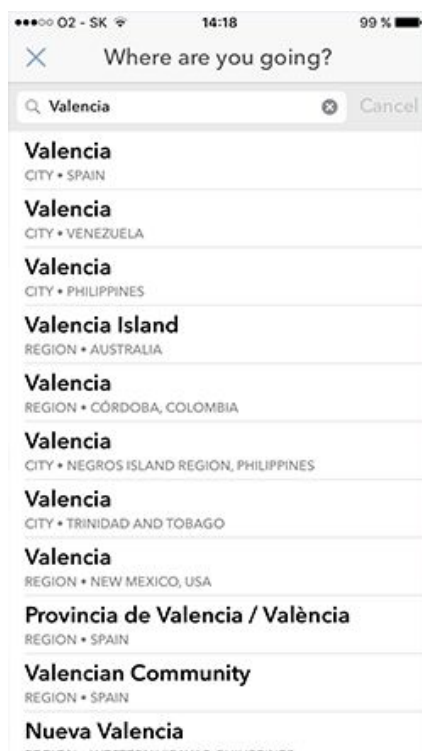 O2 - SK 14:18 99 %
Where are you going?
Valencia Cancel
Valencia
CITY • SPAIN
Valencia
CITY • VENEZUELA
Valencia
CITY • PHILIPPINES
Valencia Island
REGION • AUSTRALIA
Valencia
REGION • CÓRDOBA, COLOMBIA
Valencia
CITY • NEGROS ISLAND REGION, PHILIPPINES
Valencia
CITY • TRINIDAD AND TOBAGO
Valencia
REGION • NEW MEXICO, USA
Provincia de Valencia / València
REGION • SPAIN
Valencian Community
REGION • SPAIN
Nueva Valencia